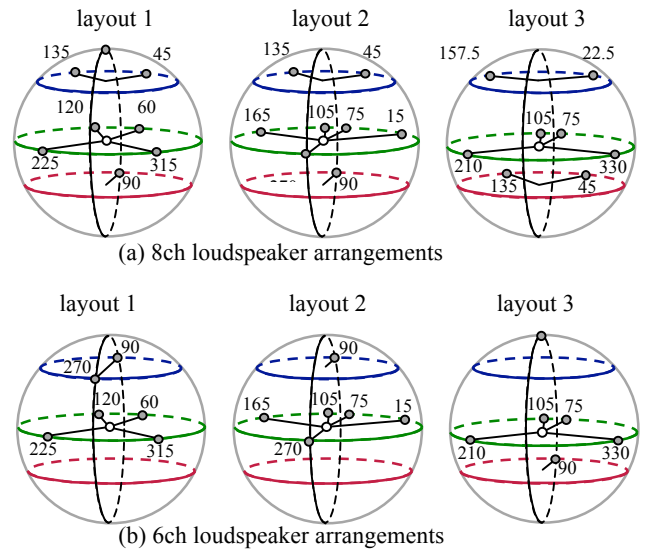 layout 1 layout 2 layout 3
135 45 135 45 157.5 22.5
120 60 165 105 75 15 105 75
225 315 210 330
90 90 135 45
(a) 8ch loudspeaker arrangements
layout 1 layout 2 layout 3
90 90
270
120 60 165 105 75 15 105 75
225 315 270 210 330
90
(b) 6ch loudspeaker arrangements